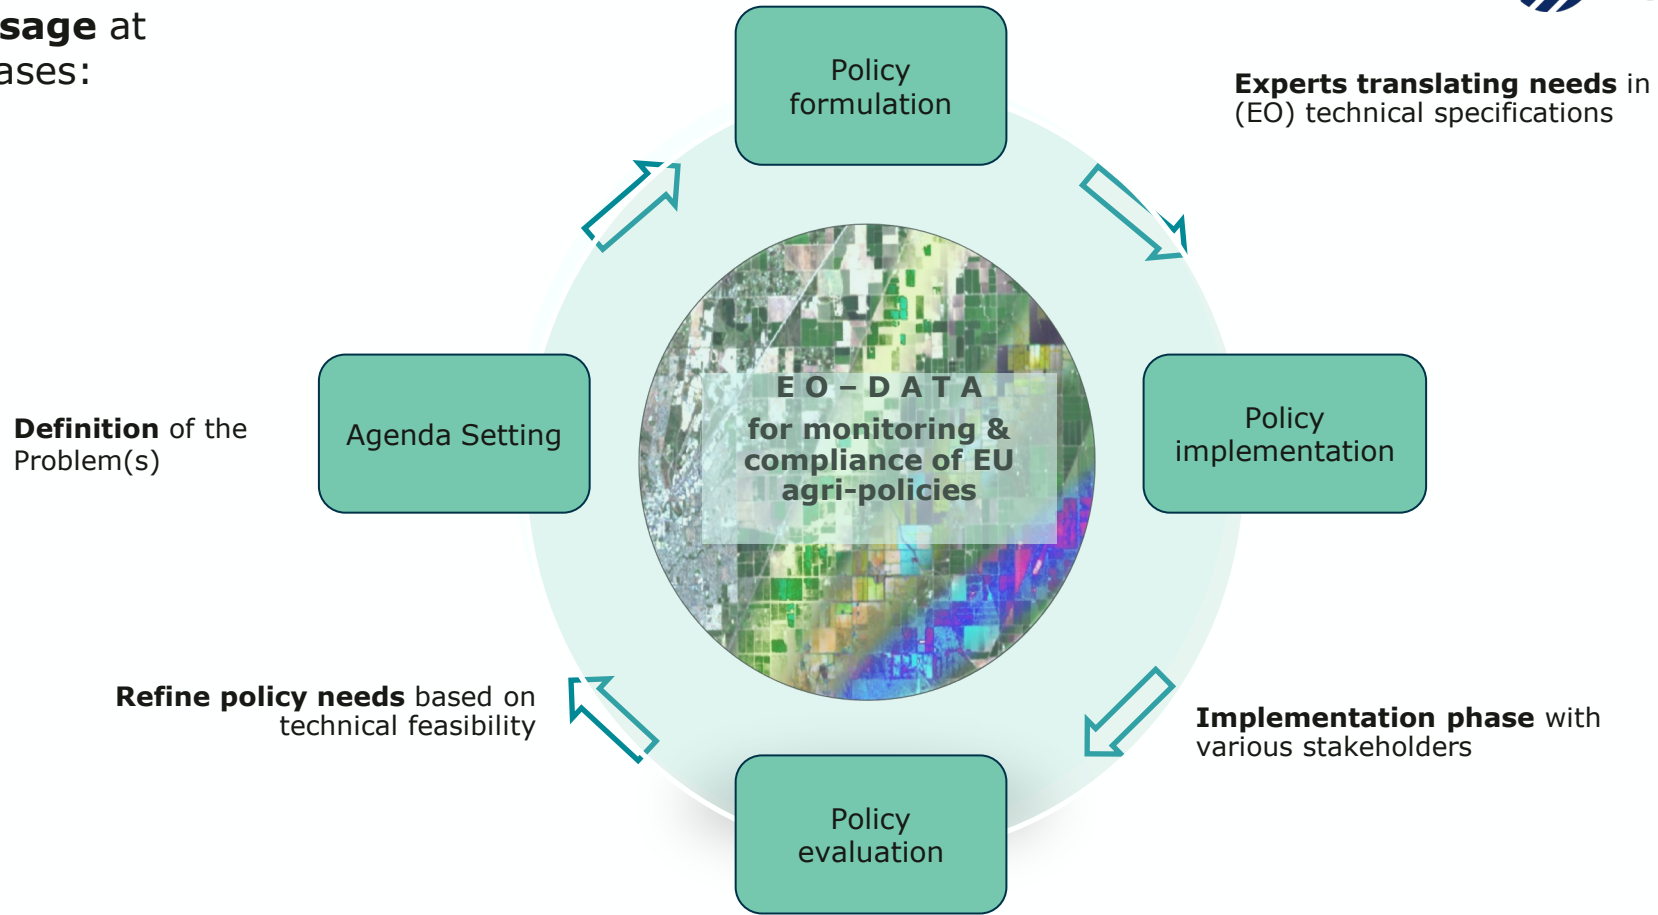 sage at
ases:
Policy
formulation
Experts translating needs in
(EO) technical specifications
Definition of the
Problem(s)
Agenda Setting
EO–DATA
for monitoring &
compliance of EU
agri-policies
Policy
implementation
Refine policy needs based on
technical feasibility
Implementation phase with
various stakeholders
Policy
evaluation